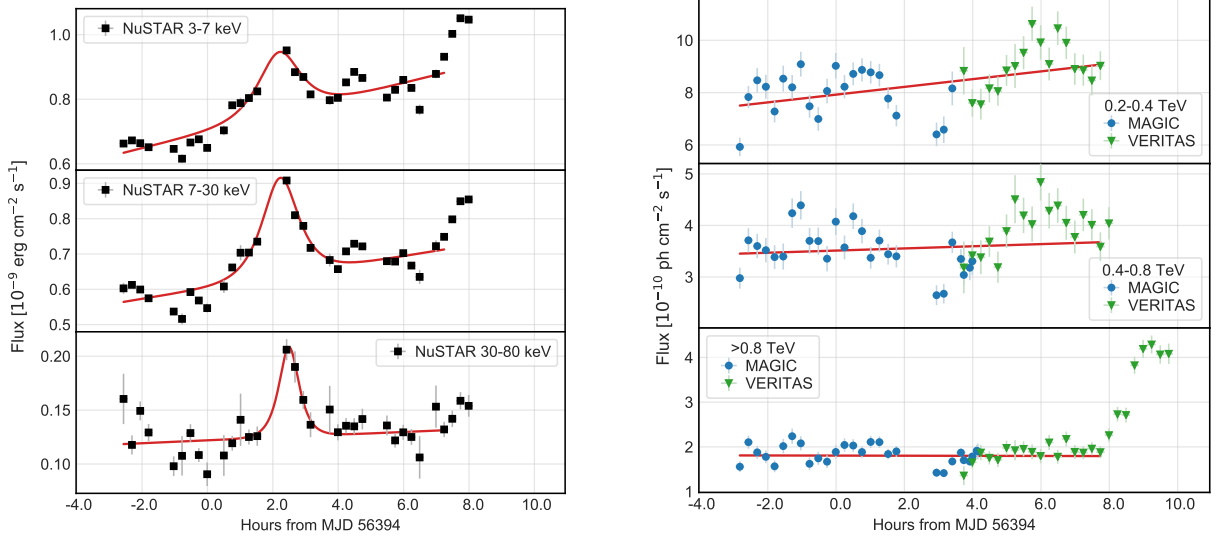 NuSTAR 3-7 keV
1.0
0.8
0.6
NuSTAR 7-30 keV
0.9
0.8
0.7
0.6
0.5
NuSTAR 30-80 keV
0.20
0.15
0.10
-2.0 0.0 2.0 4.0 6.0 8.0 10.0
Hours from MJD 56394
Flux [10⁻⁹ erg cm⁻² s⁻¹]
10
8
6
0.2-0.4 TeV
MAGIC
VERITAS
5
4
3
0.4-0.8 TeV
MAGIC
VERITAS
>0.8 TeV
MAGIC
VERITAS
4
3
2
1
-4.0 -2.0 0.0 2.0 4.0 6.0 8.0 10.0
Hours from MJD 56394
Flux [10⁻¹⁰ ph cm⁻² s⁻¹]